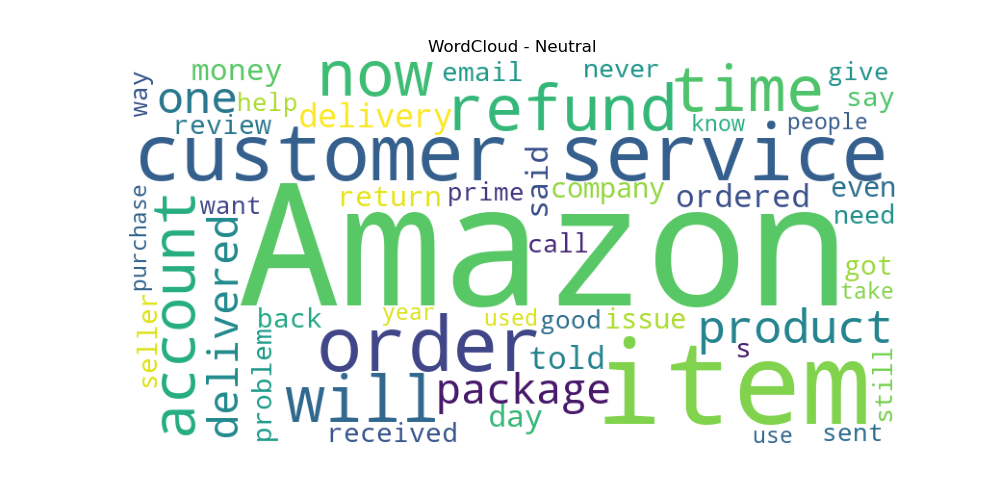 WordCloud - Neutral
way
money
now
email
never
time
give
one
help
delivery
refund
say
review
know
people
customer service
said
purchase
account
want
return
prime
company
ordered
even
need
delivered
Amazon
call
got
take
seller
back
year
used
good
issue
product
problem
order
told
s
item
still
will
package
day
received
use
sent